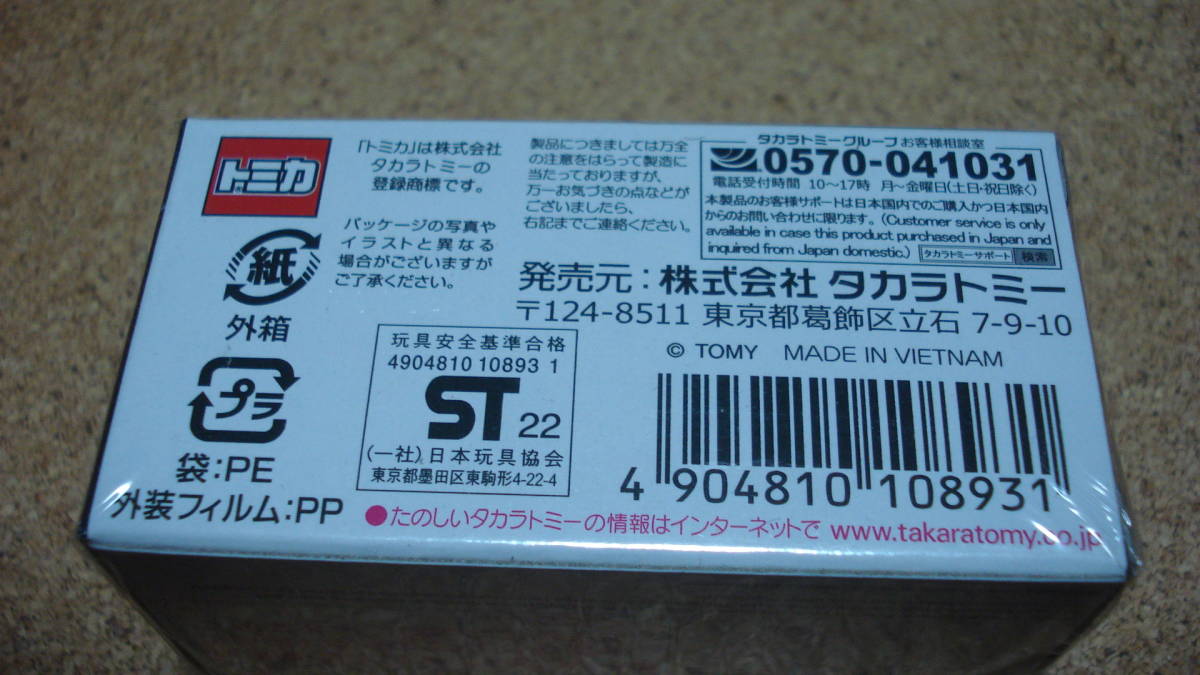 トミカ
「トミカ」は株式会社
タカラトミーの
登録商標です。
パッケージの写真や
イラストと異なる
場合がございますが
ご了承ください。
紙
外箱
プラ
袋:PE
外装フィルム:PP
製品につきましては万全
の注意をはらって製造に
当たっておりますが、
万一お気づきの点などが
ございましたら、
右記までご連絡ください。
タカラトミーグループお客様相談室
0570-041031
電話受付時間 10〜17時 月〜金曜日(土日・祝日除く)
本製品のお客様サポートは日本国内でのご購入かつ日本国内
からのお問い合わせに限ります。(Customer service is only
available in case this product purchased in Japan and
inquired from Japan domestic.) タカラトミーサポート 検索
発売元:株式会社 タカラトミー
〒124-8511 東京都葛飾区立石 7-9-10
© TOMY MADE IN VIETNAM
玩具安全基準合格
4904810 10893 1
ST 22
(一社)日本玩具協会
東京都墨田区東駒形4-22-4
4 904810 108931
●たのしいタカラトミーの情報はインターネットで www.takaratomy.co.jp